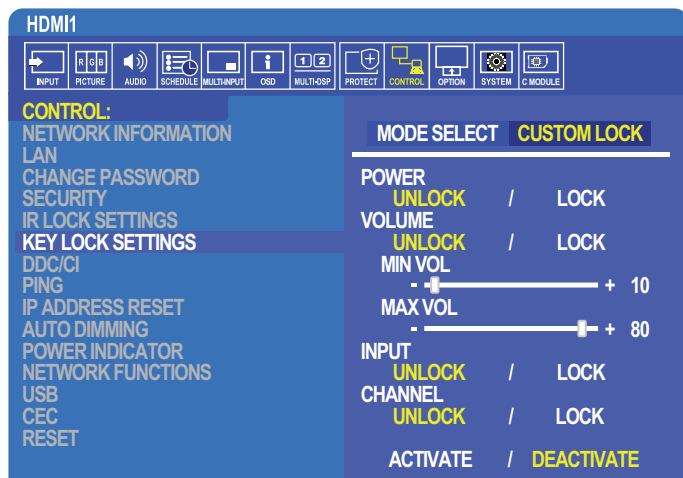 HDMI1
INPUT RGB PICTURE AUDIO SCHEDULE MULTI-INPUT OSD 1 2 MULTI-DSP PROTECT CONTROL OPTION SYSTEM C MODULE
CONTROL:
NETWORK INFORMATION
LAN
CHANGE PASSWORD
SECURITY
IR LOCK SETTINGS
KEY LOCK SETTINGS
DDC/CI
PING
IP ADDRESS RESET
AUTO DIMMING
POWER INDICATOR
NETWORK FUNCTIONS
USB
CEC
RESET
MODE SELECT CUSTOM LOCK
POWER
UNLOCK / LOCK
VOLUME
UNLOCK / LOCK
MIN VOL
- + 10
MAX VOL
- + 80
INPUT
UNLOCK / LOCK
CHANNEL
UNLOCK / LOCK
ACTIVATE / DEACTIVATE